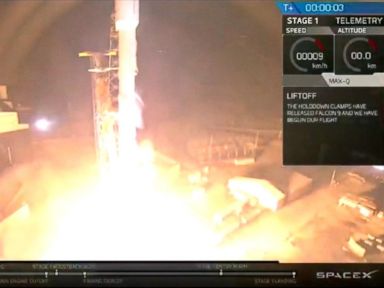 T+ 00:00:03
STAGE 1 TELEMETRY
SPEED ALTITUDE
00009 00.0
km/h km
MAX-Q
LIFTOFF
THE HOLDDOWN CLAMPS HAVE
RELEASED FALCON 9 AND WE HAVE
BEGUN OUR FLIGHT
SPACEX